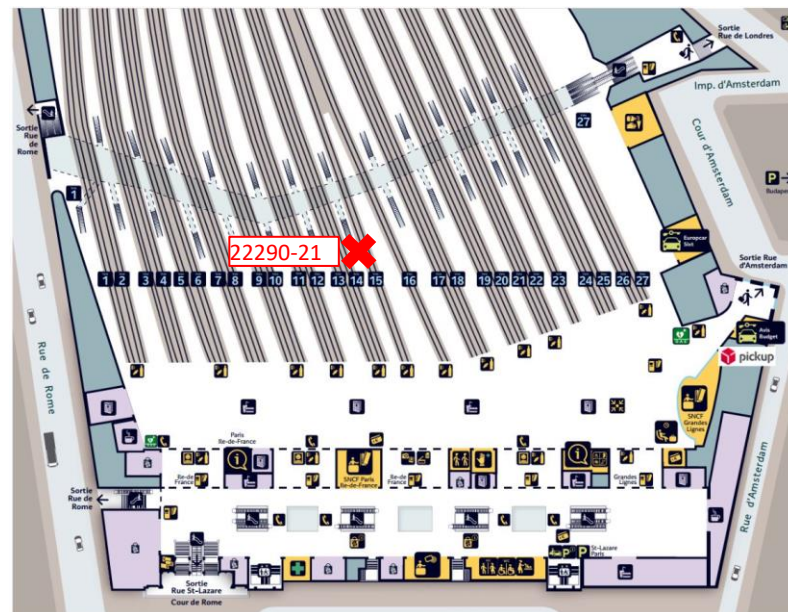 Sortie
Rue de Londres
Imp. d'Amsterdam
Sortie
Rue
de
Rome
27
Cour d'Amsterdam
P
Budapest
1
Europcar
Sixt
22290-21
Sortie Rue
d'Amsterdam
1 2 3 4 5 6 7 8 9 10 11 12 13 14 15 16 17 18 19 20 21 22 23 24 25 26 27
Avis
Budget
pickup
Rue de Rome
SNCF
Grandes
Lignes
Paris
Ile-de-France
Ile-de
France
SNCF Paris
Ile-de-France
Ile-de
France
Grandes
Lignes
Sortie
Rue de
Rome
Rue d'Amsterdam
St-Lazare
Paris
P P
Sortie
Rue St-Lazare
Cour de Rome